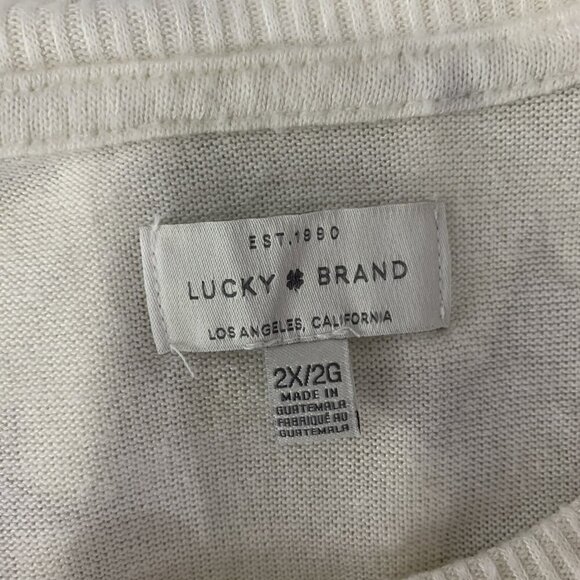 EST. 1990
LUCKY BRAND
LOS ANGELES, CALIFORNIA
2X/2G
MADE IN
GUATEMALA
FABRIQUÉ AU
GUATEMALA